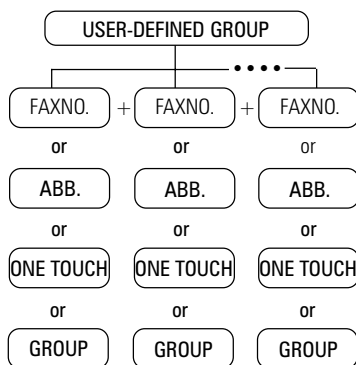 USER-DEFINED GROUP
FAXNO. + FAXNO. + FAXNO.
or or or
ABB. ABB. ABB.
or or or
ONE TOUCH ONE TOUCH ONE TOUCH
or or or
GROUP GROUP GROUP